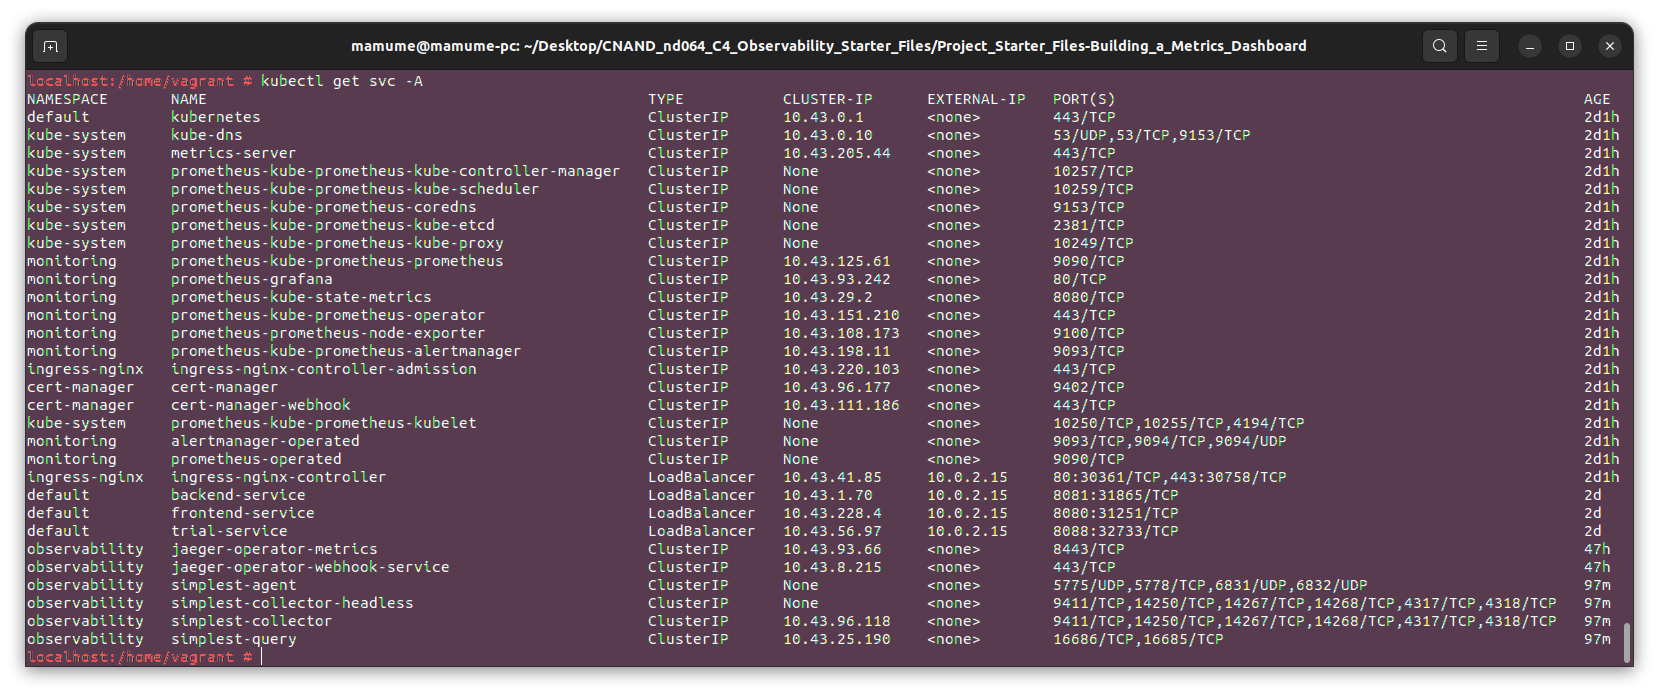 mamume@mamume-pc: ~/Desktop/CNAND_nd064_C4_Observability_Starter_Files/Project_Starter_Files-Building_a_Metrics_Dashboard
localhost:/home/vagrant # kubectl get svc -A
NAMESPACE NAME TYPE CLUSTER-IP EXTERNAL-IP PORT(S) AGE
default kubernetes ClusterIP 10.43.0.1 <none> 443/TCP 2d1h
kube-system kube-dns ClusterIP 10.43.0.10 <none> 53/UDP,53/TCP,9153/TCP 2d1h
kube-system metrics-server ClusterIP 10.43.205.44 <none> 443/TCP 2d1h
kube-system prometheus-kube-prometheus-kube-controller-manager ClusterIP None <none> 10257/TCP 2d1h
kube-system prometheus-kube-prometheus-kube-scheduler ClusterIP None <none> 10259/TCP 2d1h
kube-system prometheus-kube-prometheus-coredns ClusterIP None <none> 9153/TCP 2d1h
kube-system prometheus-kube-prometheus-kube-etcd ClusterIP None <none> 2381/TCP 2d1h
kube-system prometheus-kube-prometheus-kube-proxy ClusterIP None <none> 10249/TCP 2d1h
monitoring prometheus-kube-prometheus-prometheus ClusterIP 10.43.125.61 <none> 9090/TCP 2d1h
monitoring prometheus-grafana ClusterIP 10.43.93.242 <none> 80/TCP 2d1h
monitoring prometheus-kube-state-metrics ClusterIP 10.43.29.2 <none> 8080/TCP 2d1h
monitoring prometheus-kube-prometheus-operator ClusterIP 10.43.151.210 <none> 443/TCP 2d1h
monitoring prometheus-prometheus-node-exporter ClusterIP 10.43.108.173 <none> 9100/TCP 2d1h
monitoring prometheus-kube-prometheus-alertmanager ClusterIP 10.43.198.11 <none> 9093/TCP 2d1h
ingress-nginx ingress-nginx-controller-admission ClusterIP 10.43.220.103 <none> 443/TCP 2d1h
cert-manager cert-manager ClusterIP 10.43.96.177 <none> 9402/TCP 2d1h
cert-manager cert-manager-webhook ClusterIP 10.43.111.186 <none> 443/TCP 2d1h
kube-system prometheus-kube-prometheus-kubelet ClusterIP None <none> 10250/TCP,10255/TCP,4194/TCP 2d1h
monitoring alertmanager-operated ClusterIP None <none> 9093/TCP,9094/TCP,9094/UDP 2d1h
monitoring prometheus-operated ClusterIP None <none> 9090/TCP 2d1h
ingress-nginx ingress-nginx-controller LoadBalancer 10.43.41.85 10.0.2.15 80:30361/TCP,443:30758/TCP 2d1h
default backend-service LoadBalancer 10.43.1.70 10.0.2.15 8081:31865/TCP 2d
default frontend-service LoadBalancer 10.43.228.4 10.0.2.15 8080:31251/TCP 2d
default trial-service LoadBalancer 10.43.56.97 10.0.2.15 8088:32733/TCP 2d
observability jaeger-operator-metrics ClusterIP 10.43.93.66 <none> 8443/TCP 47h
observability jaeger-operator-webhook-service ClusterIP 10.43.8.215 <none> 443/TCP 47h
observability simplest-agent ClusterIP None <none> 5775/UDP,5778/TCP,6831/UDP,6832/UDP 97m
observability simplest-collector-headless ClusterIP None <none> 9411/TCP,14250/TCP,14267/TCP,14268/TCP,4317/TCP,4318/TCP 97m
observability simplest-collector ClusterIP 10.43.96.118 <none> 9411/TCP,14250/TCP,14267/TCP,14268/TCP,4317/TCP,4318/TCP 97m
observability simplest-query ClusterIP 10.43.25.190 <none> 16686/TCP,16685/TCP 97m
localhost:/home/vagrant #